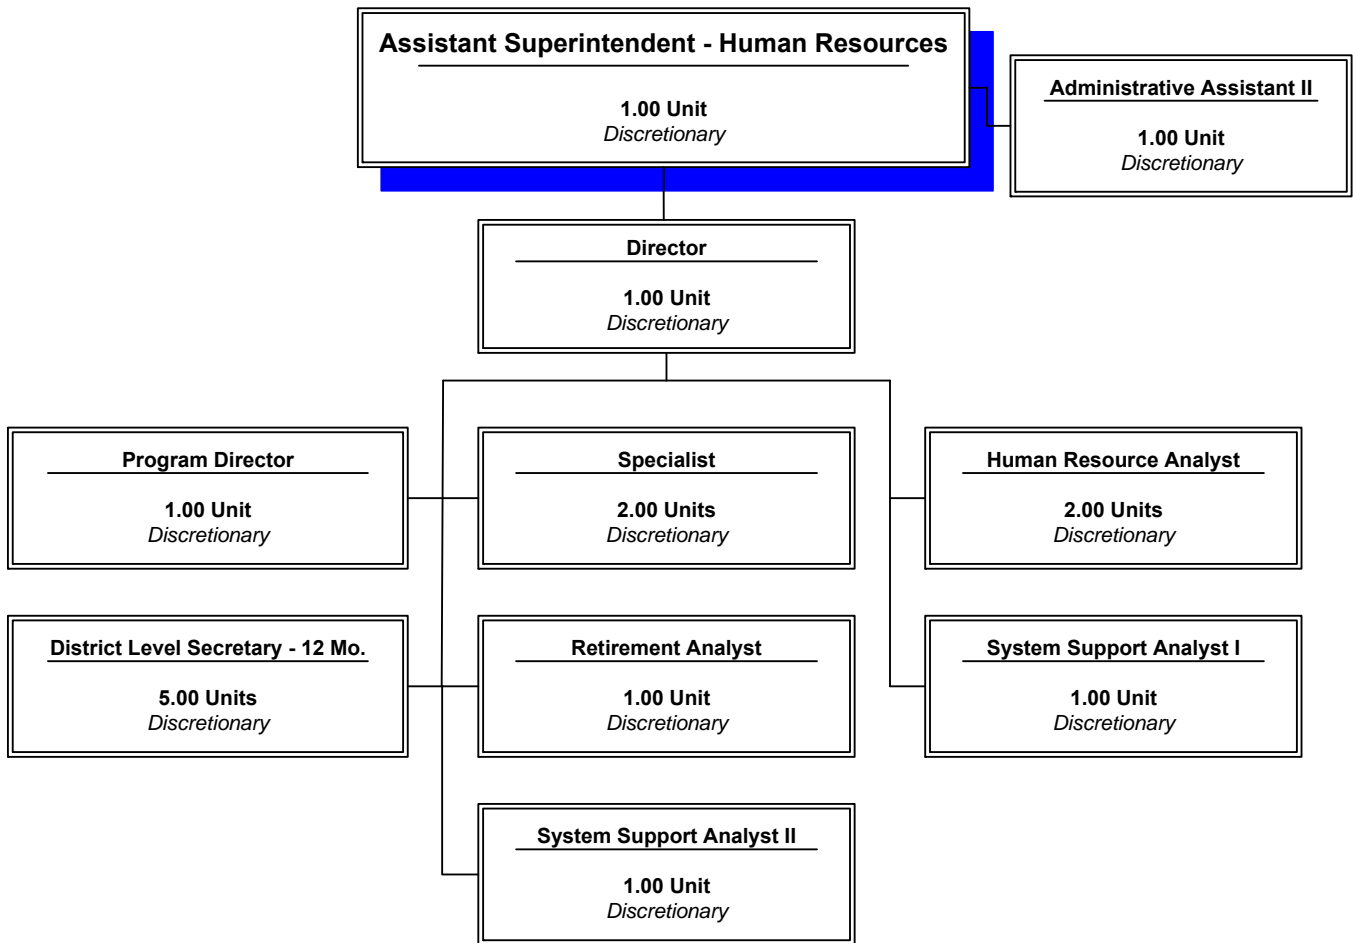 Assistant Superintendent - Human Resources
1.00 Unit
Discretionary
Administrative Assistant II
1.00 Unit
Discretionary
Director
1.00 Unit
Discretionary
Program Director
1.00 Unit
Discretionary
Specialist
2.00 Units
Discretionary
Human Resource Analyst
2.00 Units
Discretionary
District Level Secretary - 12 Mo.
5.00 Units
Discretionary
Retirement Analyst
1.00 Unit
Discretionary
System Support Analyst I
1.00 Unit
Discretionary
System Support Analyst II
1.00 Unit
Discretionary